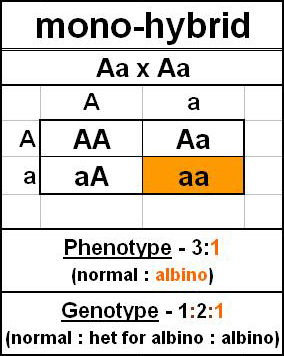 mono-hybrid
Aa x Aa
A a
A AA Aa
a aA aa
Phenotype - 3:1
(normal : albino)
Genotype - 1:2:1
(normal : het for albino : albino)